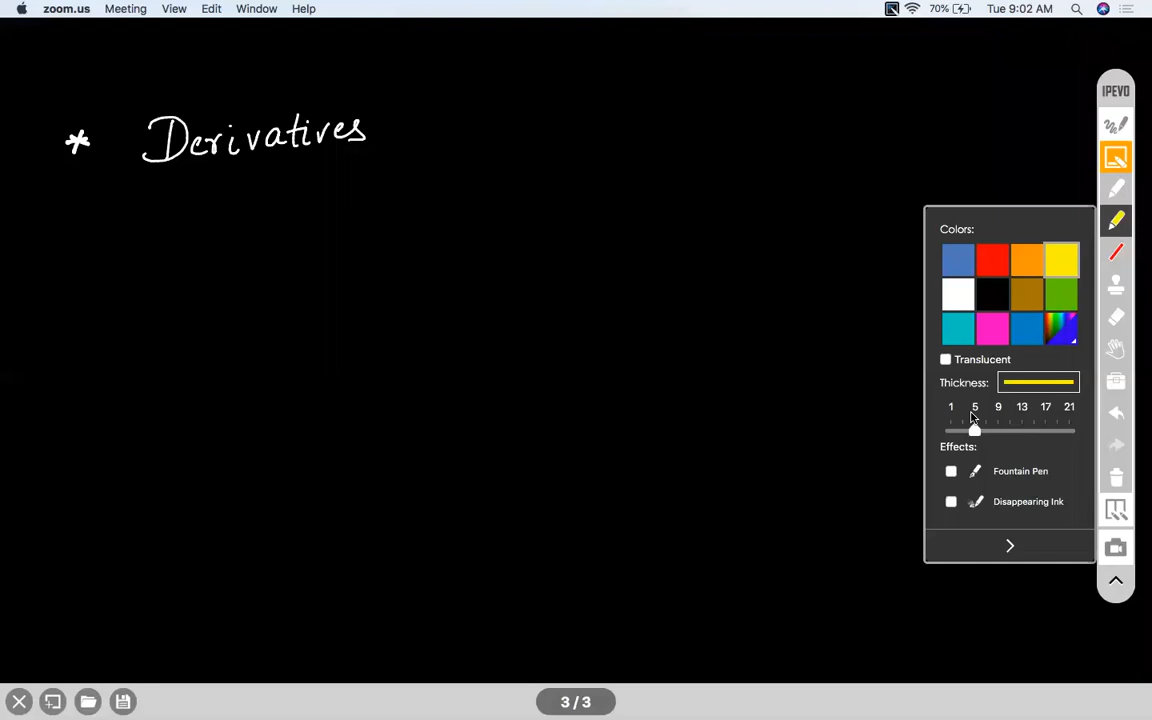 zoom.us Meeting View Edit Window Help 70% Tue 9:02 AM
* Derivatives
IPEVO
Colors:
Translucent
Thickness:
1 5 9 13 17 21
Effects:
Fountain Pen
Disappearing Ink
3 / 3